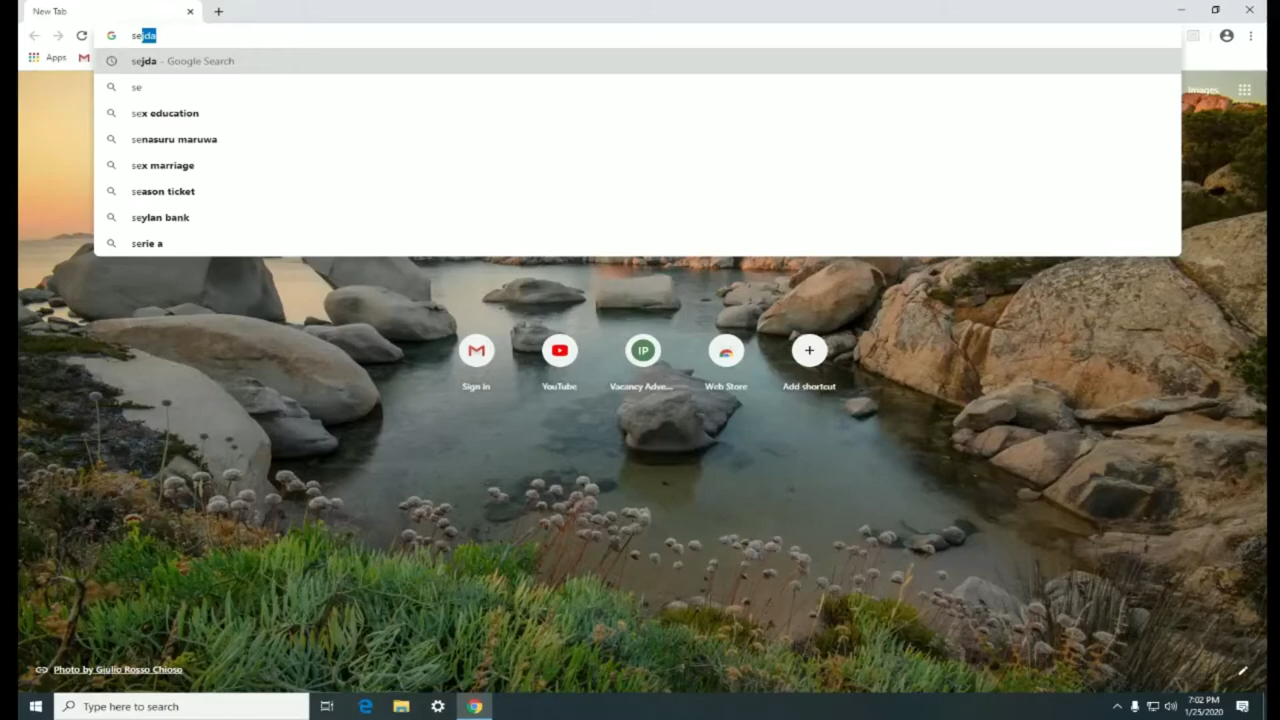 New Tab
sejda
Apps
sejda - Google Search
se
sex education
senasuru maruwa
sex marriage
season ticket
seylan bank
serie a
Images
IP
Sign in
YouTube
Vacancy Adve...
Web Store
Add shortcut
Photo by Giulio Rosso Chioso
Type here to search
7:02 PM
1/25/2020